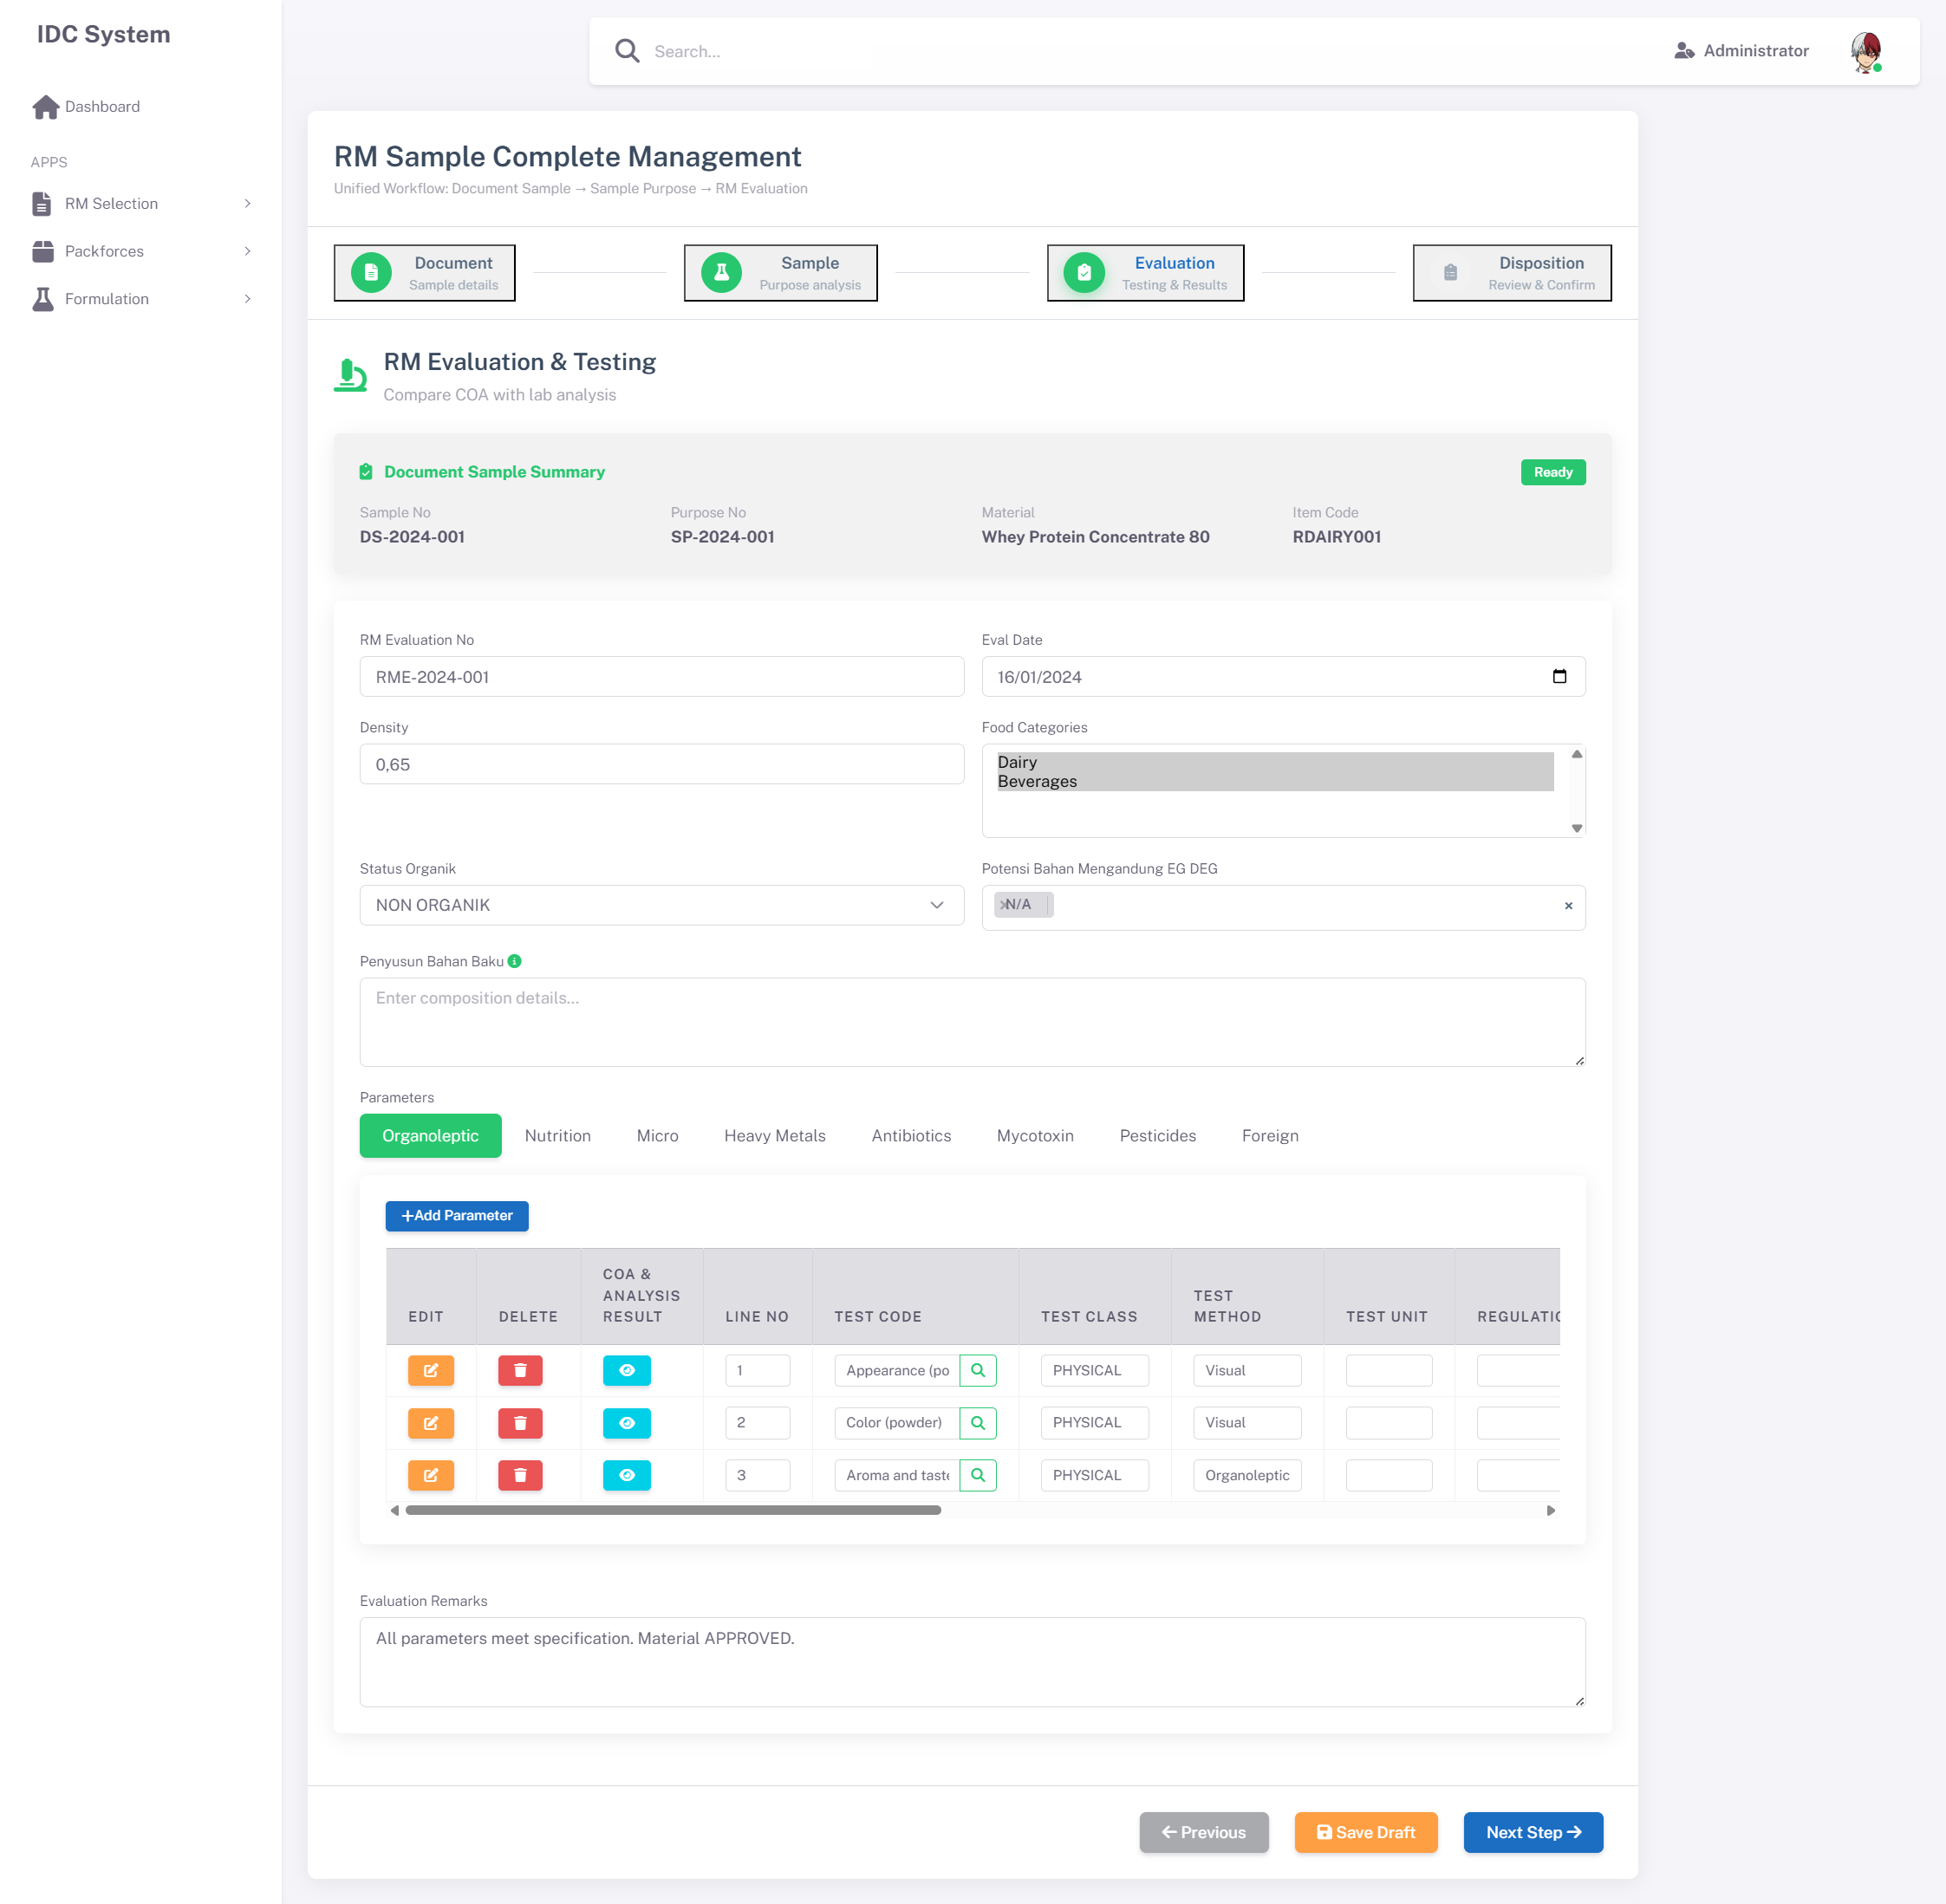 IDC System
Search...
Administrator
Dashboard
APPS
RM Selection
Packforces
Formulation
RM Sample Complete Management
Unified Workflow: Document Sample → Sample Purpose → RM Evaluation
Document
Sample details
Sample
Purpose analysis
Evaluation
Testing & Results
Disposition
Review & Confirm
RM Evaluation & Testing
Compare COA with lab analysis
Document Sample Summary
Ready
Sample No
DS-2024-001
Purpose No
SP-2024-001
Material
Whey Protein Concentrate 80
Item Code
RDAIRY001
RM Evaluation No
RME-2024-001
Eval Date
16/01/2024
Density
0,65
Food Categories
Dairy
Beverages
Status Organik
NON ORGANIK
Potensi Bahan Mengandung EG DEG
×N/A
×
Penyusun Bahan Baku
Enter composition details...
Parameters
Organoleptic Nutrition Micro Heavy Metals Antibiotics Mycotoxin Pesticides Foreign
+Add Parameter
EDIT DELETE COA & ANALYSIS RESULT LINE NO TEST CODE TEST CLASS TEST METHOD TEST UNIT REGULATIO
1 Appearance (po PHYSICAL Visual
2 Color (powder) PHYSICAL Visual
3 Aroma and taste PHYSICAL Organoleptic
Evaluation Remarks
All parameters meet specification. Material APPROVED.
← Previous
Save Draft
Next Step →